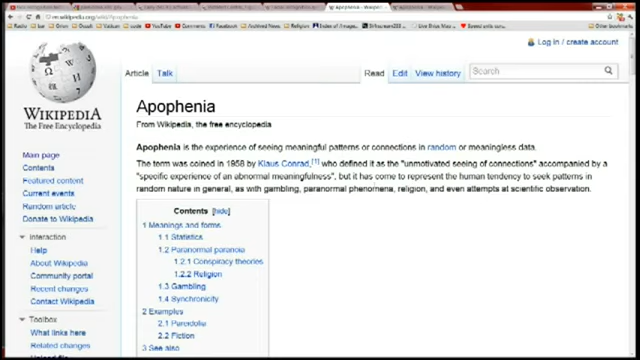 en.wikipedia.org/wiki/Apophenia
Log in / create account
Article Talk Read Edit View history Search
WIKIPEDIA
The Free Encyclopedia
Apophenia
From Wikipedia, the free encyclopedia
Apophenia is the experience of seeing meaningful patterns or connections in random or meaningless data.
The term was coined in 1958 by Klaus Conrad,[1] who defined it as the "unmotivated seeing of connections" accompanied by a
"specific experience of an abnormal meaningfulness", but it has come to represent the human tendency to seek patterns in
random nature in general, as with gambling, paranormal phenomena, religion, and even attempts at scientific observation.
Main page
Contents
Featured content
Current events
Random article
Donate to Wikipedia
Interaction
Help
About Wikipedia
Community portal
Recent changes
Contact Wikipedia
Toolbox
What links here
Related changes
Contents [hide]
1 Meanings and forms
1.1 Statistics
1.2 Paranormal paranoia
1.2.1 Conspiracy theories
1.2.2 Religion
1.3 Gambling
1.4 Synchronicity
2 Examples
2.1 Pareidolia
2.2 Fiction
3 See also